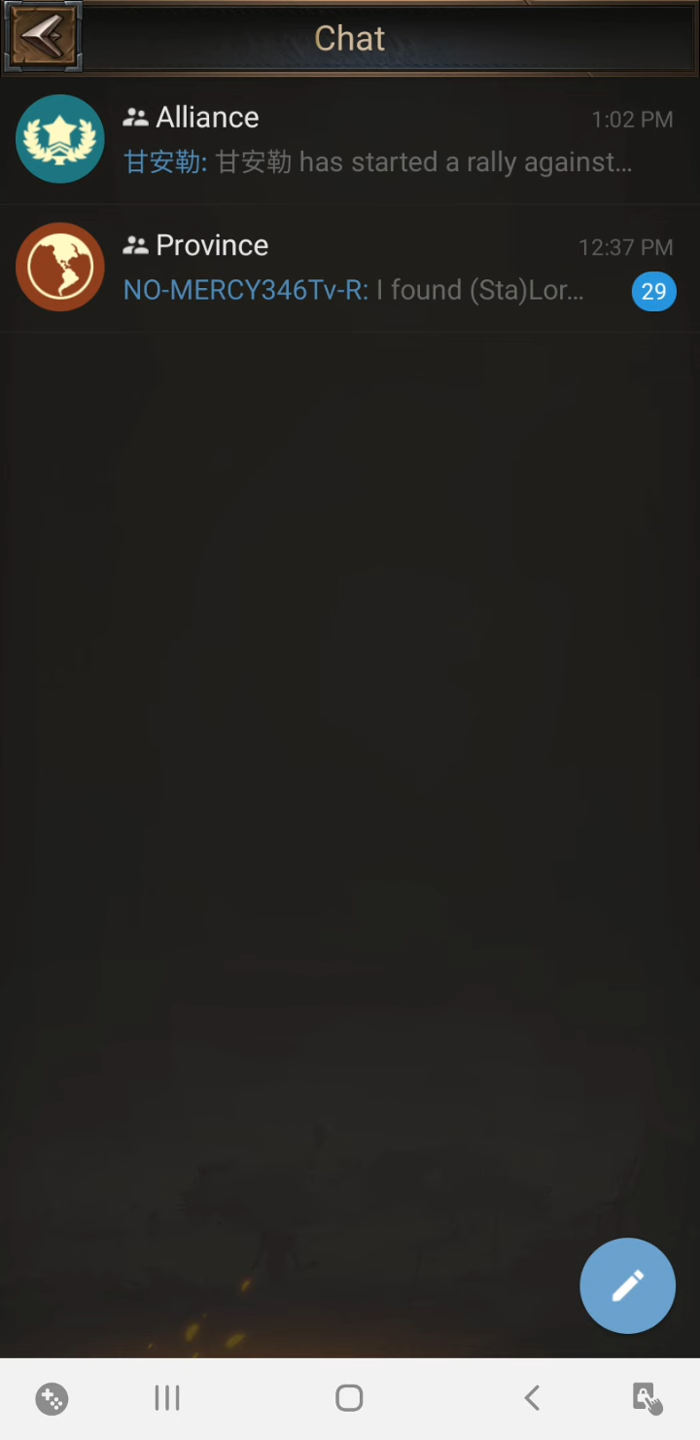 Chat
Alliance
1:02 PM
甘安勒: 甘安勒 has started a rally against...
Province
12:37 PM
NO-MERCY346Tv-R: I found (Sta)Lor...
29